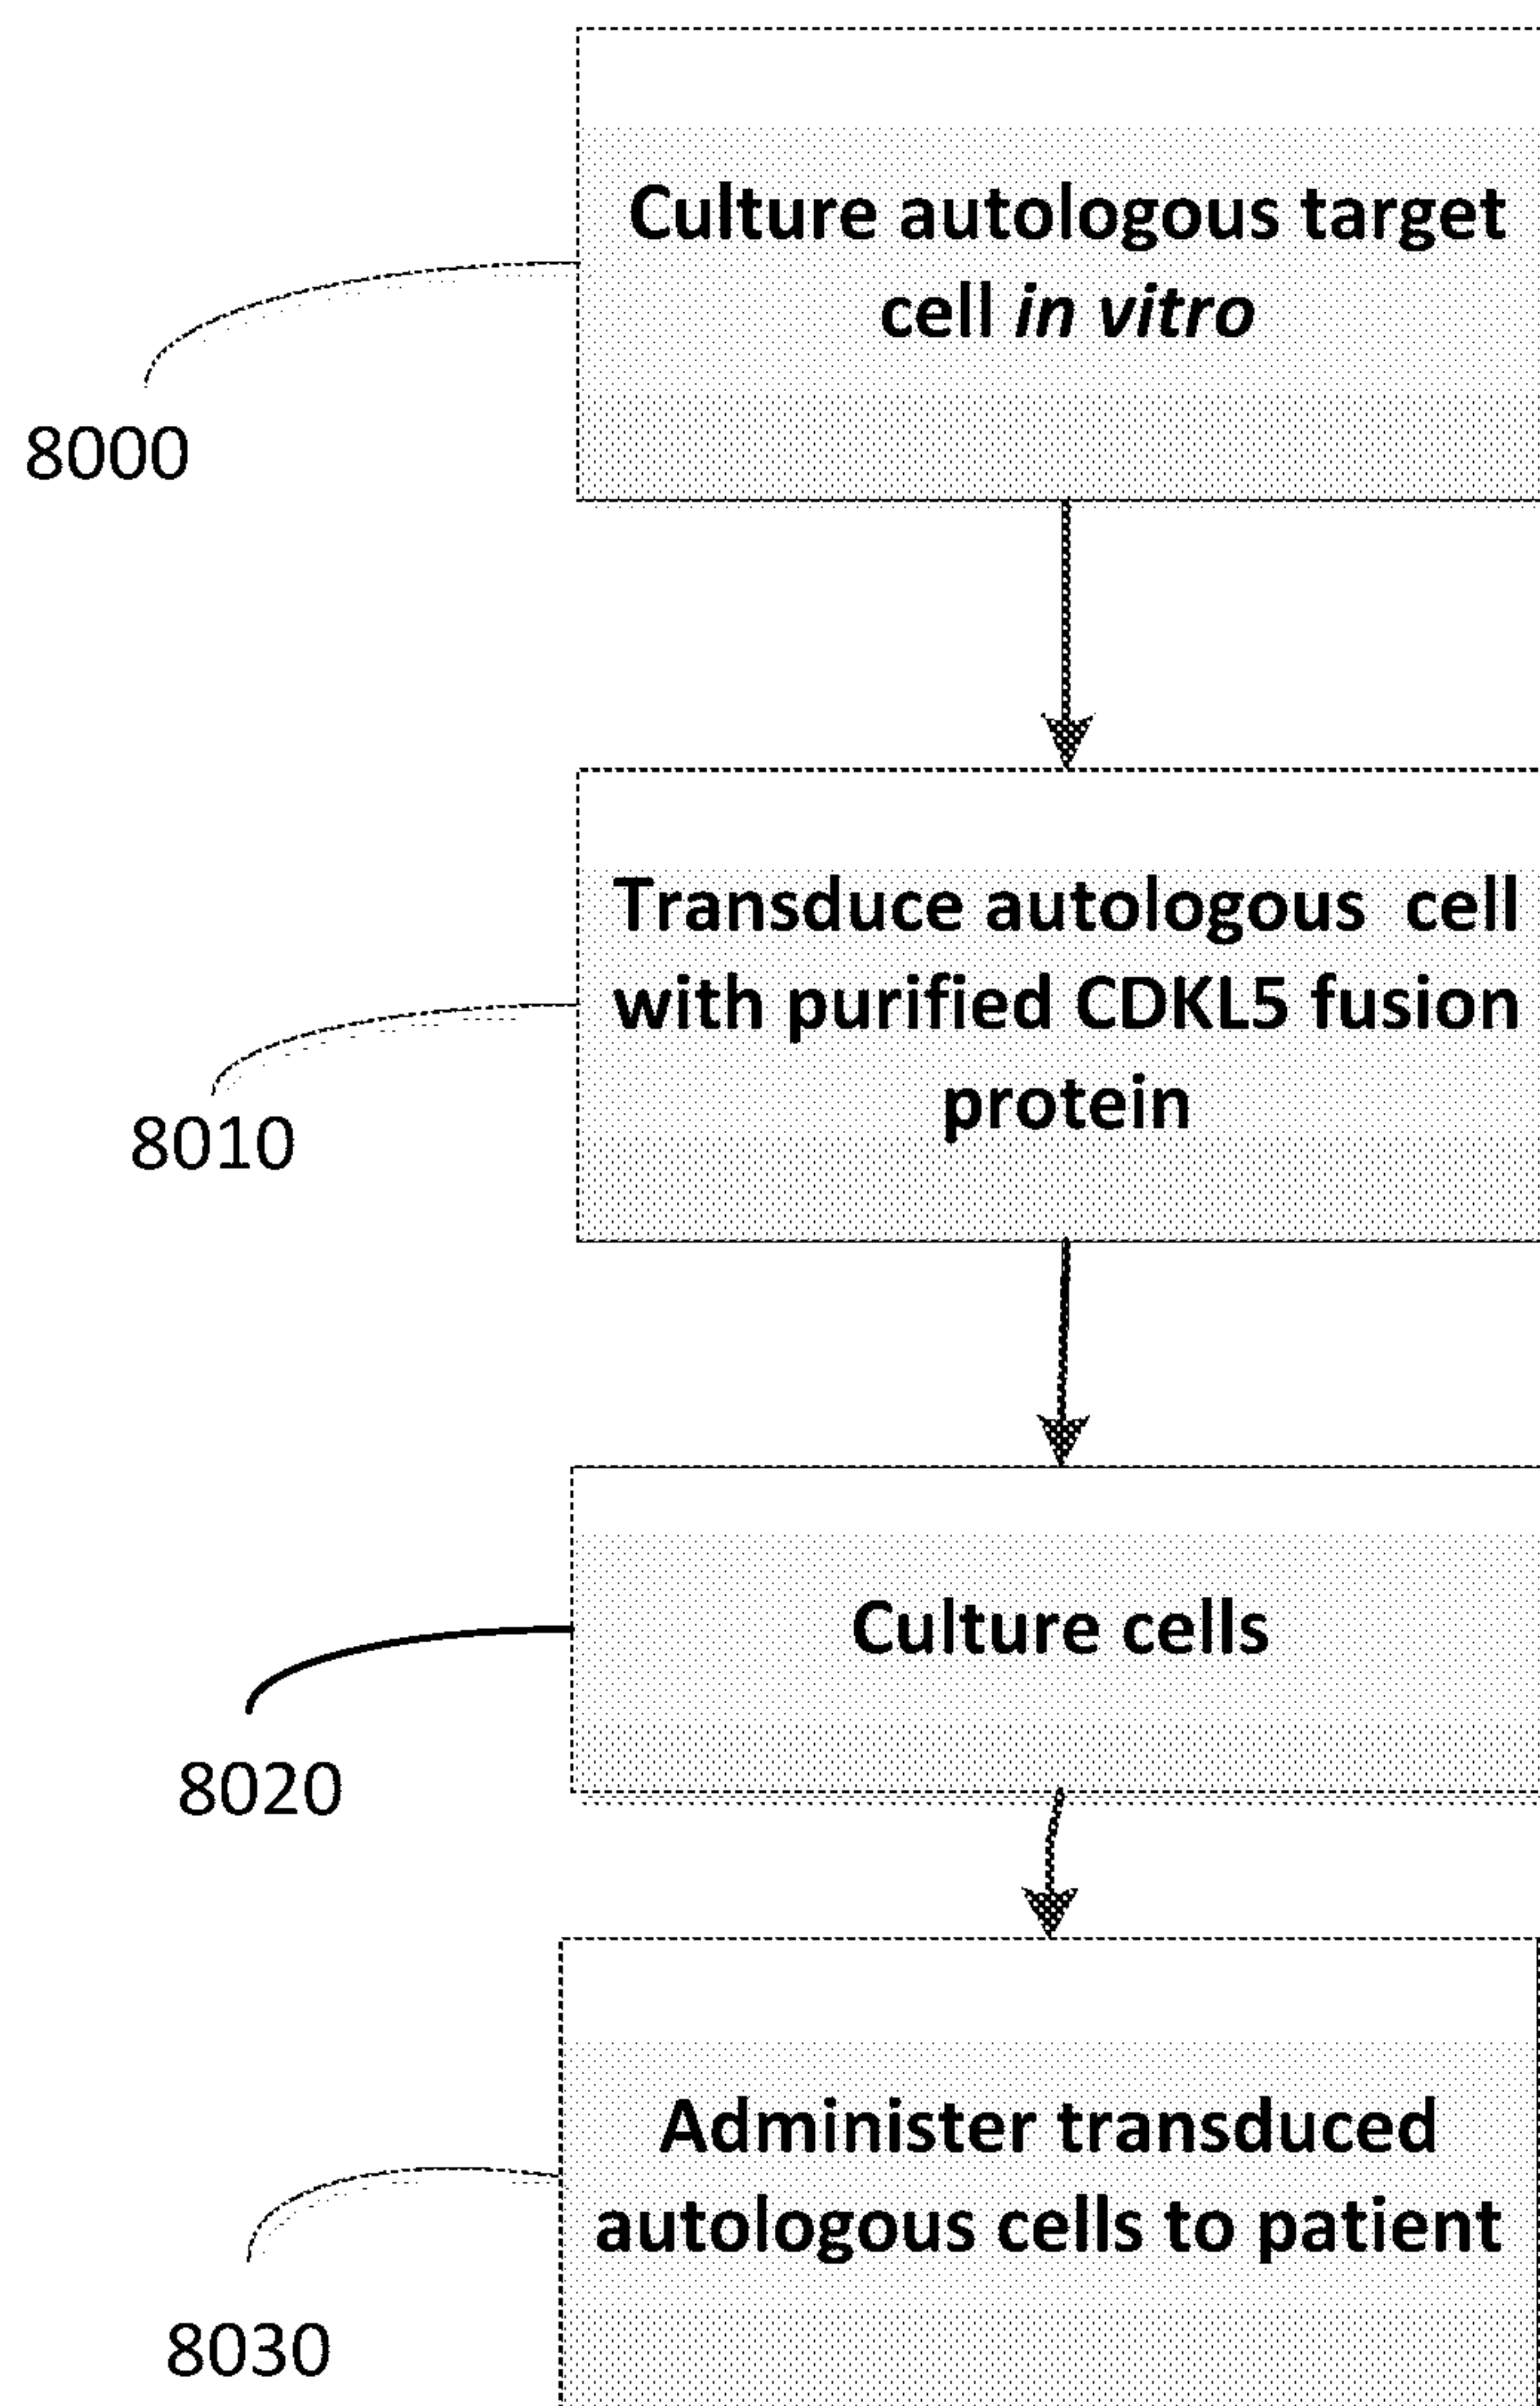 Culture autologous target
cell in vitro
8000
Transduce autologous cell
with purified CDKL5 fusion
protein
8010
Culture cells
8020
Administer transduced
autologous cells to patient
8030